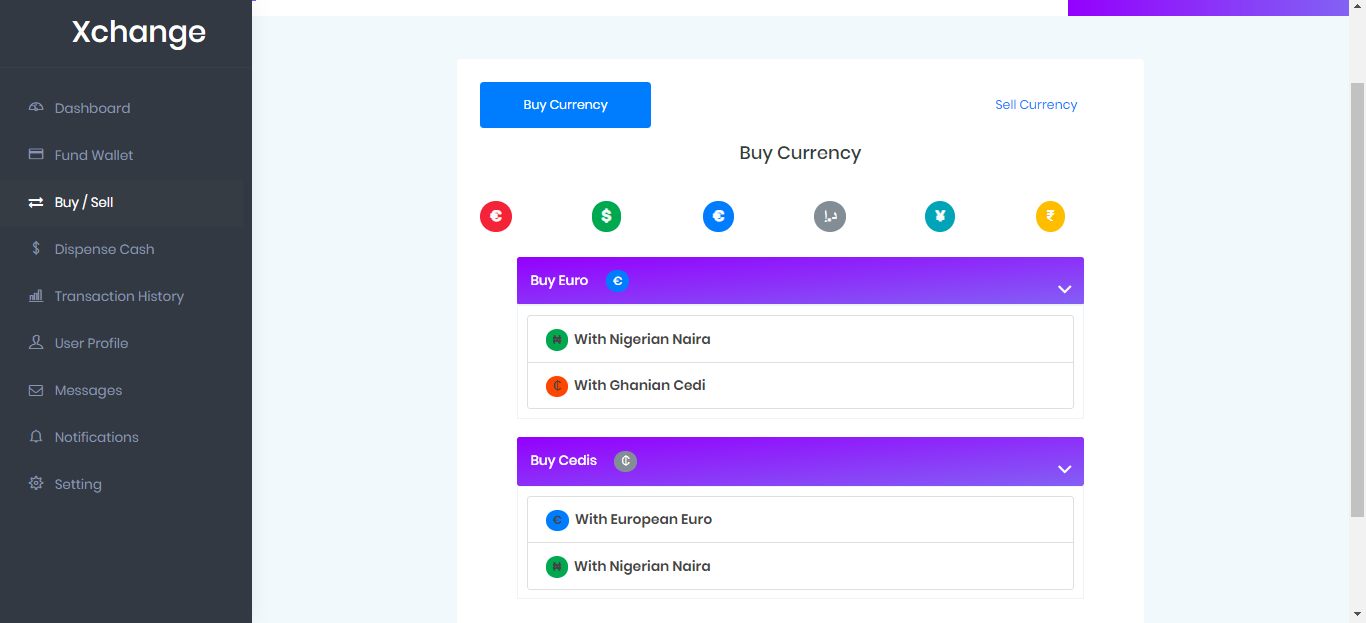 Xchange
Dashboard
Fund Wallet
Buy / Sell
Dispense Cash
Transaction History
User Profile
Messages
Notifications
Setting
Buy Currency
Sell Currency
Buy Currency
€ $ € د.إ ¥ ₹
Buy Euro €
₦ With Nigerian Naira
₵ With Ghanian Cedi
Buy Cedis ₵
€ With European Euro
₦ With Nigerian Naira